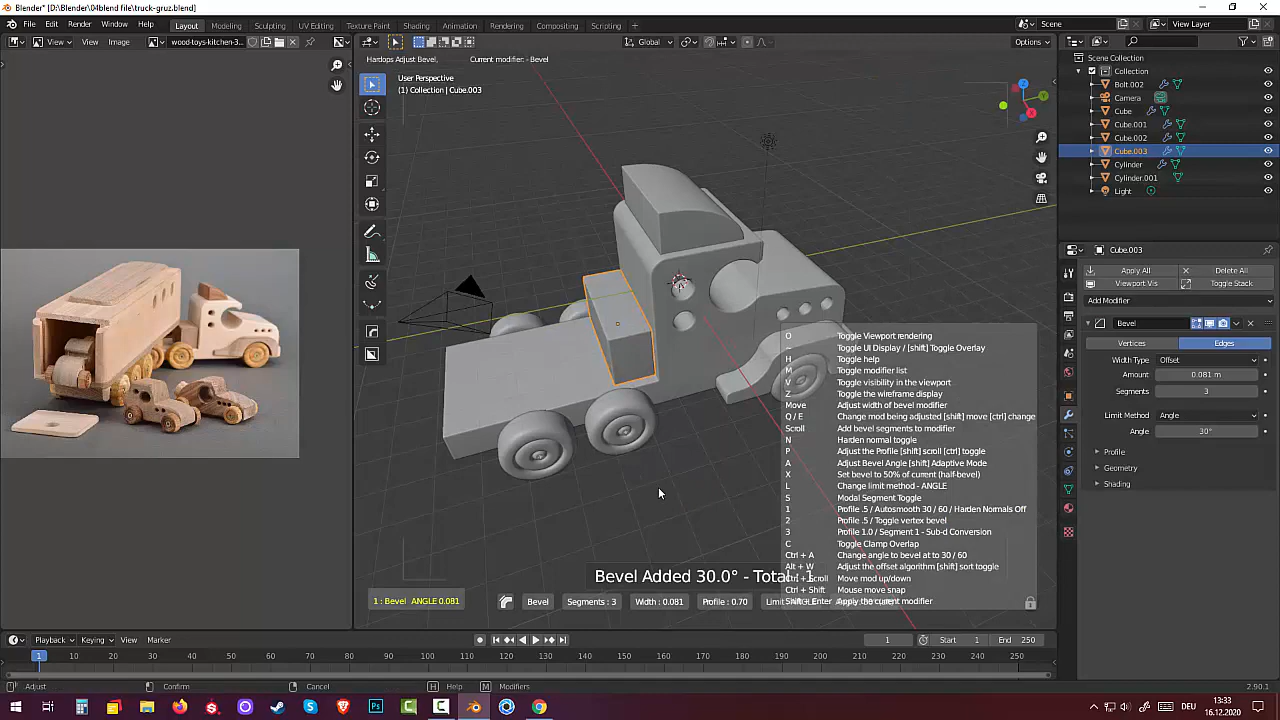 Blender* [D:\Blender\04blend file\truck-gruz.blend]
File Edit Render Window Help Layout Modeling Sculpting UV Editing Texture Paint Shading Animation Rendering Compositing Scripting Scene View Layer
View View Image wood-toys-kitchen-3... Global Options
Hardops Adjust Bevel, Current modifier: - Bevel
User Perspective
(1) Collection | Cube.003
Scene Collection
Collection
Bolt.002
Camera
Cube
Cube.001
Cube.002
Cube.003
Cylinder
Cylinder.001
Light
Cube.003
Apply All Delete All
Viewport Vis Toggle Stack
Add Modifier
Bevel
Vertices Edges
Width Type Offset
Amount 0.081 m
Segments 3
Limit Method Angle
Angle 30°
Profile
Geometry
Shading
O Toggle Viewport rendering
~ Toggle UI Display / [shift] Toggle Overlay
H Toggle help
M Toggle modifier list
V Toggle visibility in the viewport
Z Toggle the wireframe display
Move Adjust width of bevel modifier
Q / E Change mod being adjusted [shift] move [ctrl] change
Scroll Add bevel segments to modifier
N Harden normal toggle
P Adjust the Profile [shift] scroll [ctrl] toggle
A Adjust Bevel Angle [shift] Adaptive Mode
X Set bevel to 50% of current (half-bevel)
L Change limit method - ANGLE
S Modal Segment Toggle
1 Profile .5 / Autosmooth 30 / 60 / Harden Normals Off
2 Profile .5 / Toggle vertex bevel
3 Profile 1.0 / Segment 1 - Sub-d Conversion
C Toggle Clamp Overlap
Ctrl + A Change angle to bevel at to 30 / 60
Alt + W Adjust the offset algorithm [shift] sort toggle
Ctrl + Scroll Move mod up/down
Ctrl + Shift Mouse move snap
Shift + Enter Apply the current modifier
Bevel Added 30.0° - Total : 1
1 : Bevel ANGLE 0.081 Bevel Segments : 3 Width : 0.081 Profile : 0.70
Playback Keying View Marker 1 Start 1 End 250
1 10 20 30 40 50 60 70 80 90 100 110 120 130 140 150 160 170 180 190 200 210 220 230 240 250
Adjust Confirm Cancel H Help M Modifiers 2.90.1
DEU 13:33
16.12.2020